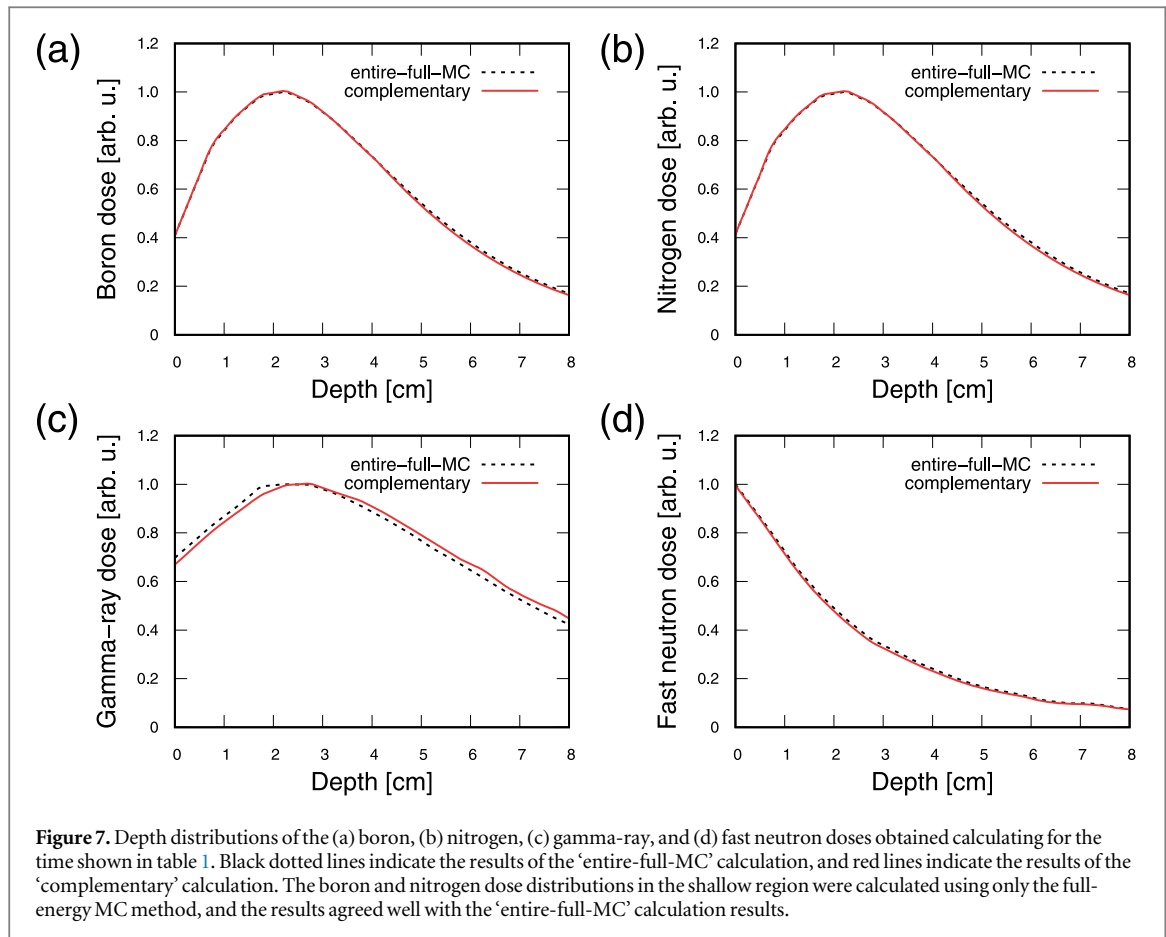 (a)
1.2
1.0
0.8
0.6
0.4
0.2
0
Boron dose [arb. u.]
entire-full-MC
complementary
0 1 2 3 4 5 6 7 8
Depth [cm]
(b)
1.2
1.0
0.8
0.6
0.4
0.2
0
Nitrogen dose [arb. u.]
entire-full-MC
complementary
0 1 2 3 4 5 6 7 8
Depth [cm]
(c)
1.2
1.0
0.8
0.6
0.4
0.2
0
Gamma-ray dose [arb. u.]
entire-full-MC
complementary
0 1 2 3 4 5 6 7 8
Depth [cm]
(d)
1.2
1.0
0.8
0.6
0.4
0.2
0
Fast neutron dose [arb. u.]
entire-full-MC
complementary
0 1 2 3 4 5 6 7 8
Depth [cm]
Figure 7. Depth distributions of the (a) boron, (b) nitrogen, (c) gamma-ray, and (d) fast neutron doses obtained calculating for the
time shown in table 1. Black dotted lines indicate the results of the ‘entire-full-MC’ calculation, and red lines indicate the results of the
‘complementary’ calculation. The boron and nitrogen dose distributions in the shallow region were calculated using only the full-
energy MC method, and the results agreed well with the ‘entire-full-MC’ calculation results.